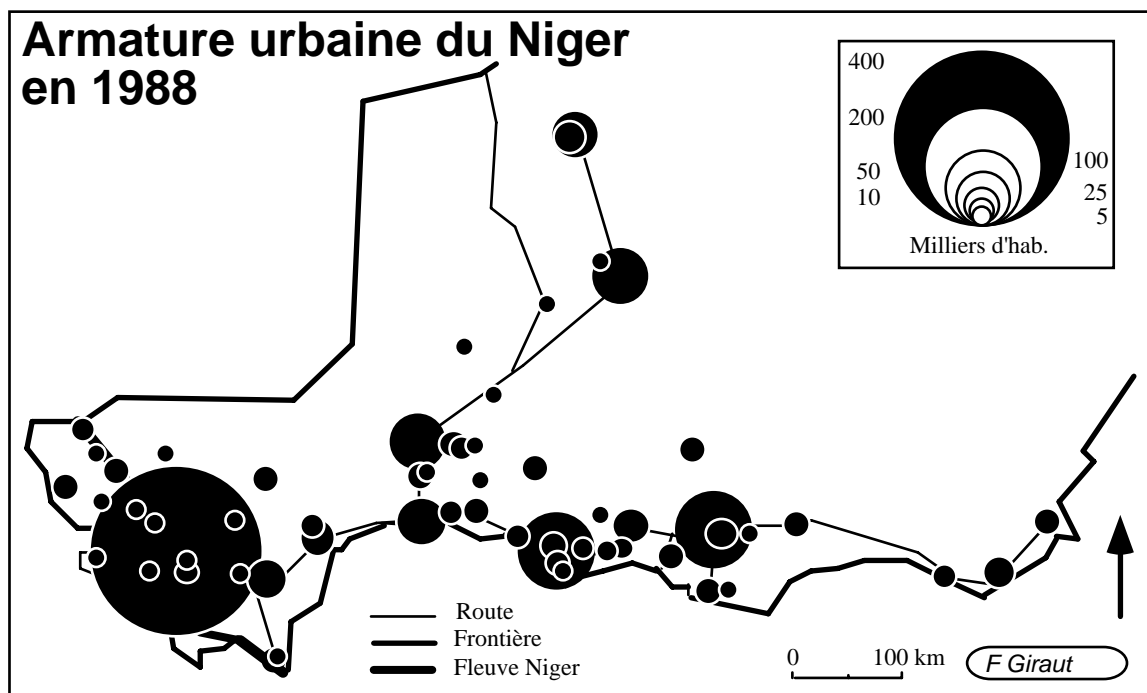 Armature urbaine du Niger
en 1988
400
200
50
10
100
25
5
Milliers d'hab.
Route
Frontière
Fleuve Niger
0 100 km
F Giraut